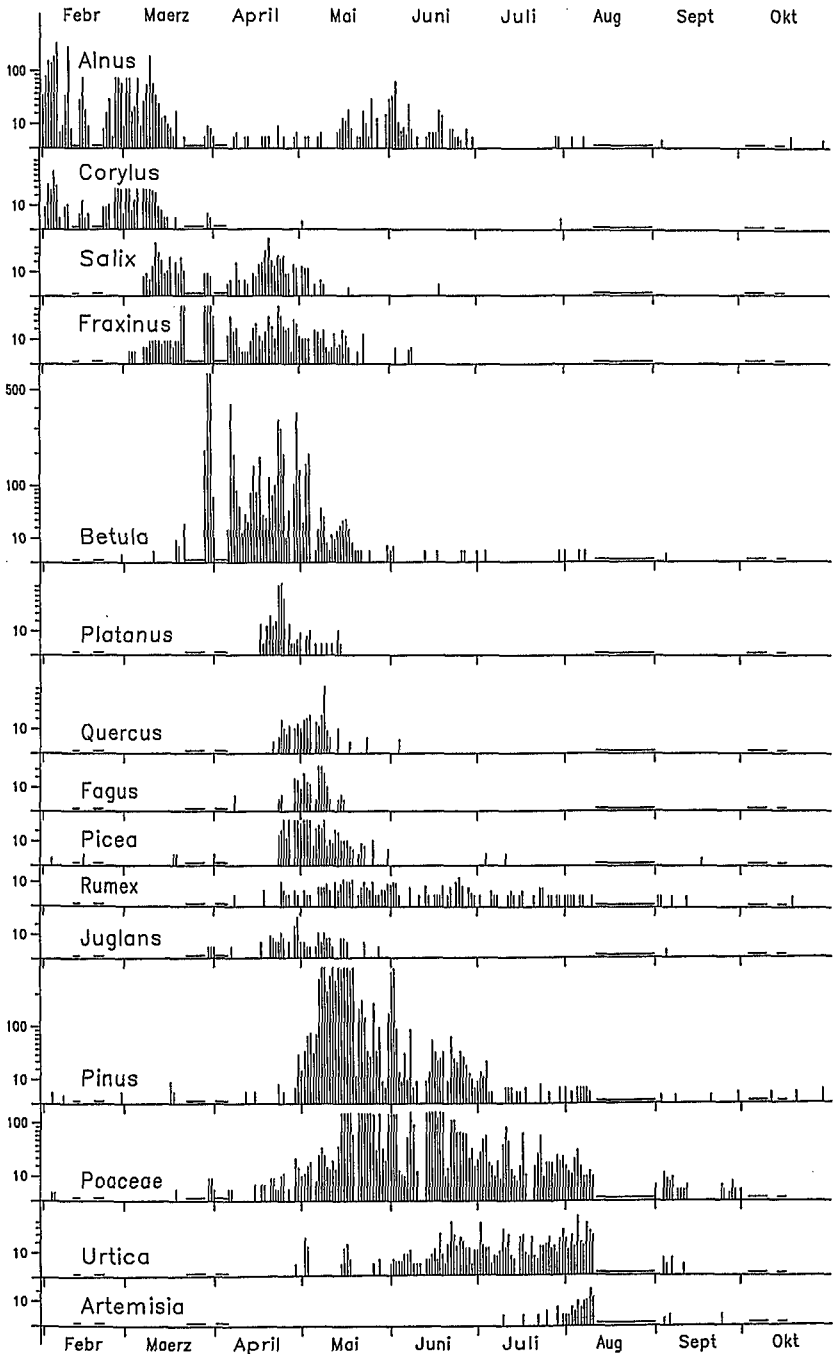 Febr Maerz April Mai Juni Juli Aug Sept Okt
Alnus
100
10
Corylus
10
Salix
10
Fraxinus
10
500
100
Betula
10
Platanus
10
Quercus
10
Fagus
10
Picea
10
Rumex
10
Juglans
10
100
Pinus
10
100
Poaceae
10
Urtica
10
Artemisia
10
Febr Maerz April Mai Juni Juli Aug Sept Okt